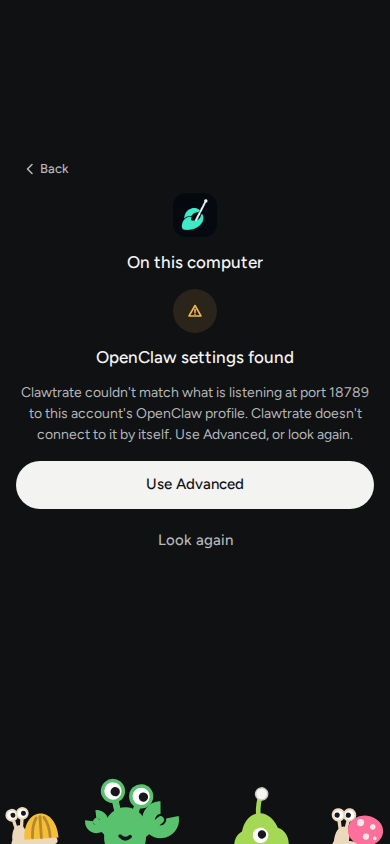 Back
On this computer
OpenClaw settings found
Clawtrate couldn't match what is listening at port 18789
to this account's OpenClaw profile. Clawtrate doesn't
connect to it by itself. Use Advanced, or look again.
Use Advanced
Look again